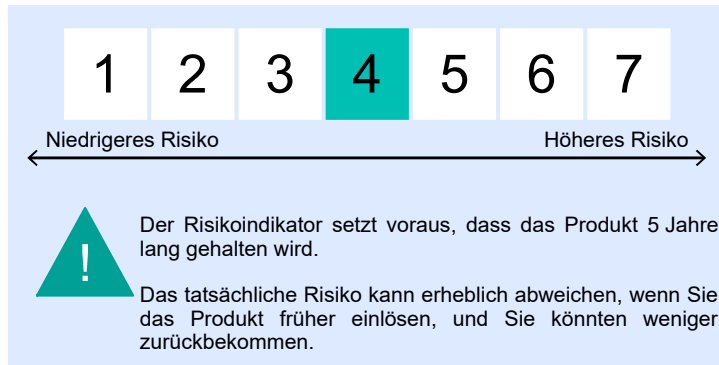 1 2 3 4 5 6 7
Niedrigeres Risiko Höheres Risiko
!
Der Risikoindikator setzt voraus, dass das Produkt 5 Jahre
lang gehalten wird.
Das tatsächliche Risiko kann erheblich abweichen, wenn Sie
das Produkt früher einlösen, und Sie könnten weniger
zurückbekommen.